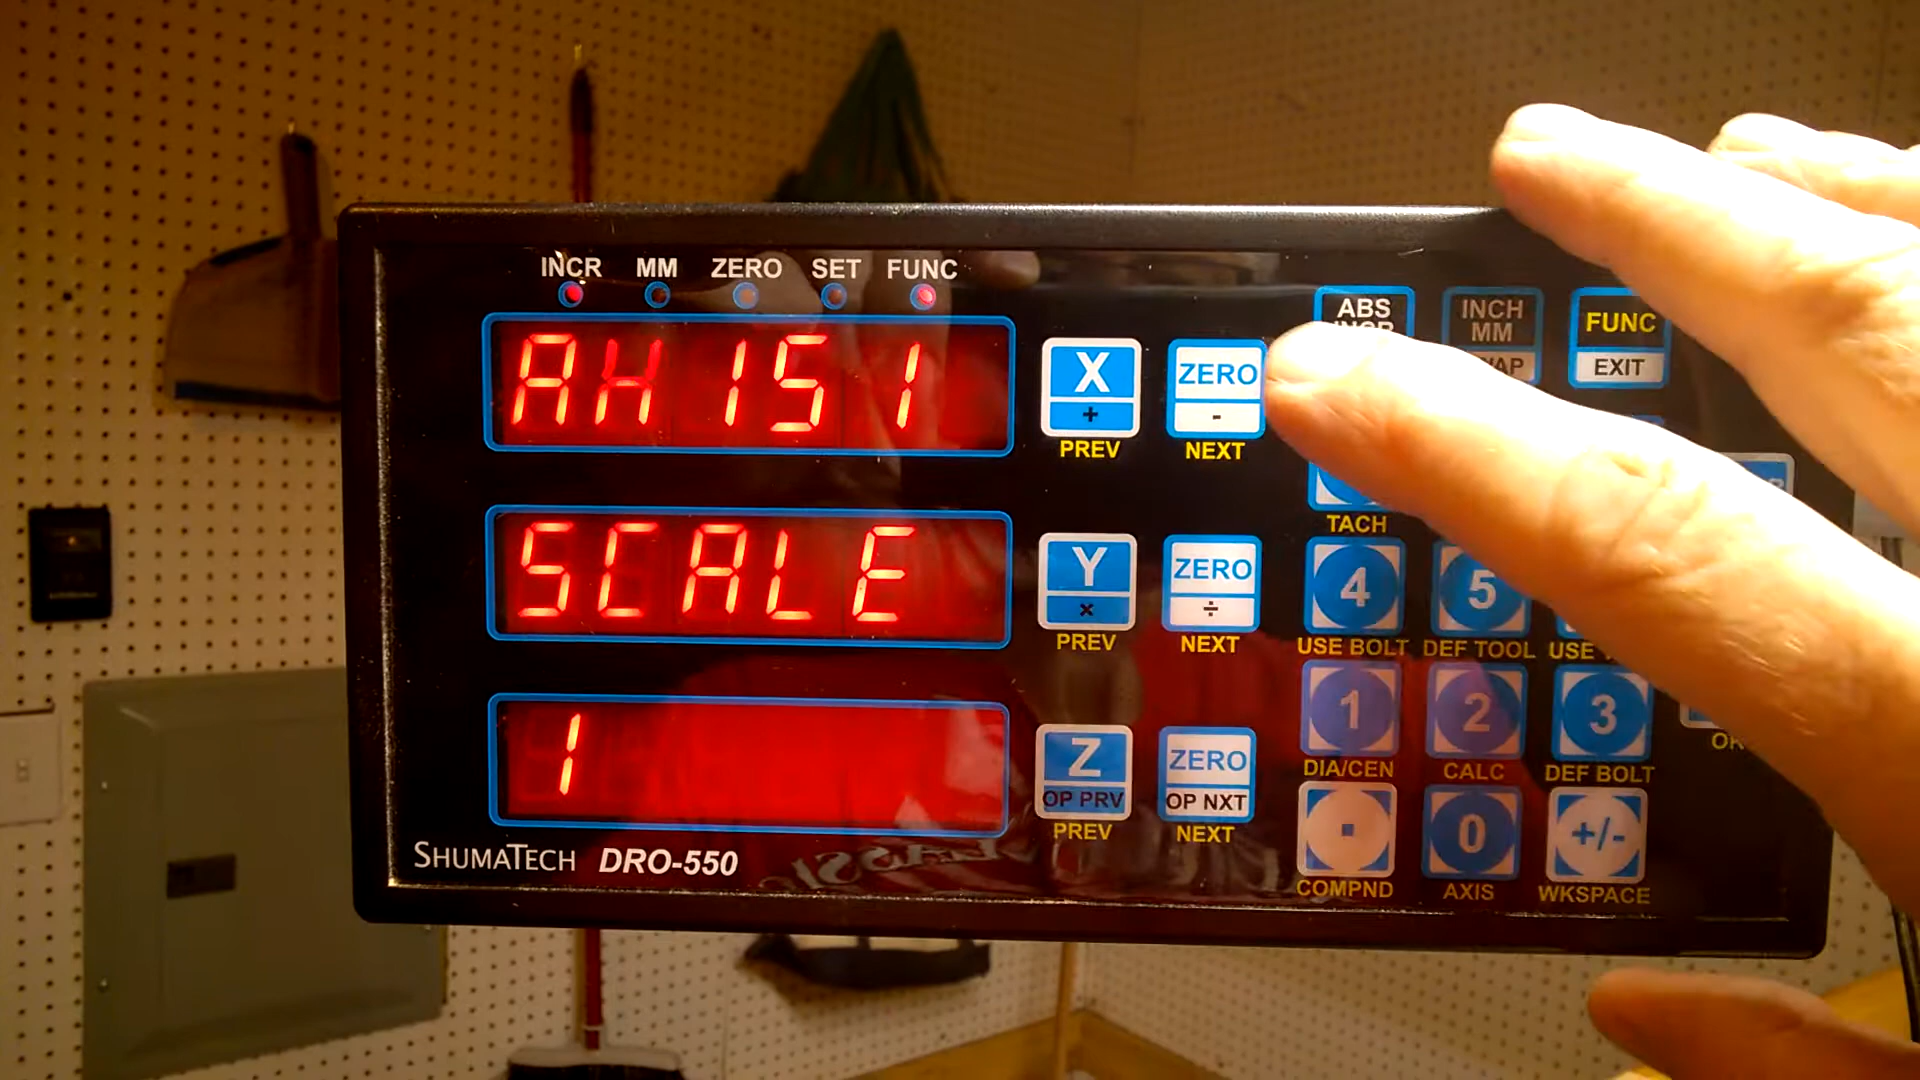 INCR MM ZERO SET FUNC
AXIS 1
SCALE
1
SHUMATECH DRO-550
X
+
PREV
ZERO
-
NEXT
Y
×
PREV
ZERO
÷
NEXT
Z
OP PRV
PREV
ZERO
OP NXT
NEXT
ABS
INCR
INCH
MM
FUNC
EXIT
TACH
4
USE BOLT
5
DEF TOOL
USE
1
DIA/CEN
2
CALC
3
DEF BOLT
.
COMPND
0
AXIS
+/-
WKSPACE